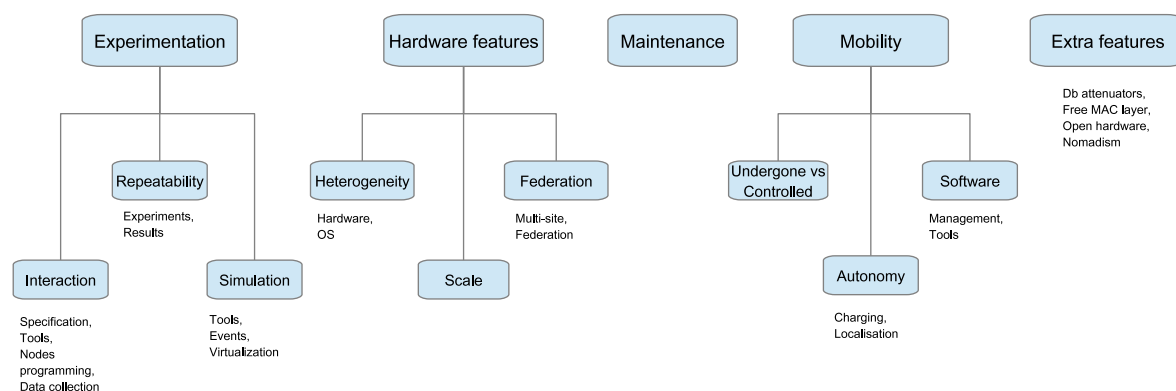 Experimentation
Hardware features
Maintenance
Mobility
Extra features
Db attenuators,
Free MAC layer,
Open hardware,
Nomadism
Repeatability
Experiments,
Results
Heterogeneity
Hardware,
OS
Federation
Multi-site,
Federation
Undergone vs
Controlled
Software
Management,
Tools
Interaction
Specification,
Tools,
Nodes
programming,
Data collection
Simulation
Tools,
Events,
Virtualization
Scale
Autonomy
Charging,
Localisation